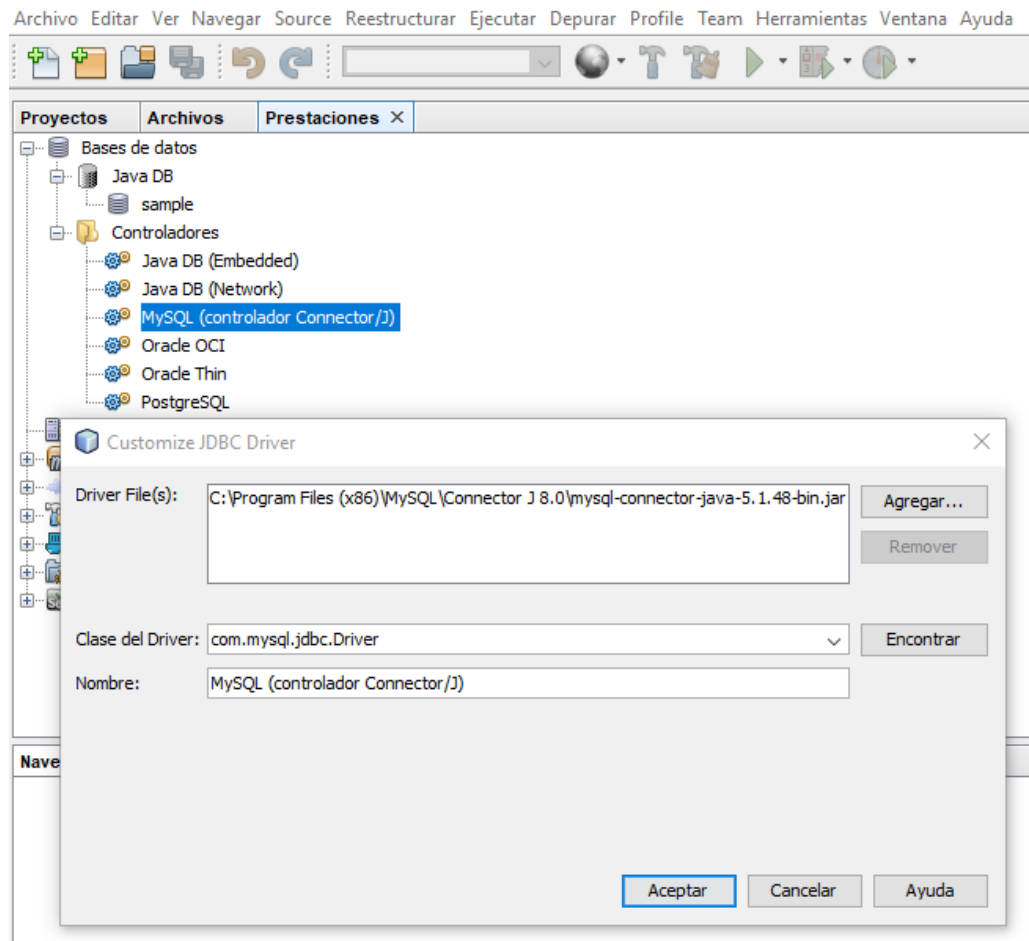 Archivo Editar Ver Navegar Source Reestructurar Ejecutar Depurar Profile Team Herramientas Ventana Ayuda
Proyectos Archivos Prestaciones
Bases de datos
Java DB
sample
Controladores
Java DB (Embedded)
Java DB (Network)
MySQL (controlador Connector/J)
Oracle OCI
Oracle Thin
PostgreSQL
Customize JDBC Driver
Driver File(s): C:\Program Files (x86)\MySQL\Connector J 8.0\mysql-connector-java-5.1.48-bin.jar Agregar...
Remover
Clase del Driver: com.mysql.jdbc.Driver Encontrar
Nombre: MySQL (controlador Connector/J)
Nave
Aceptar Cancelar Ayuda